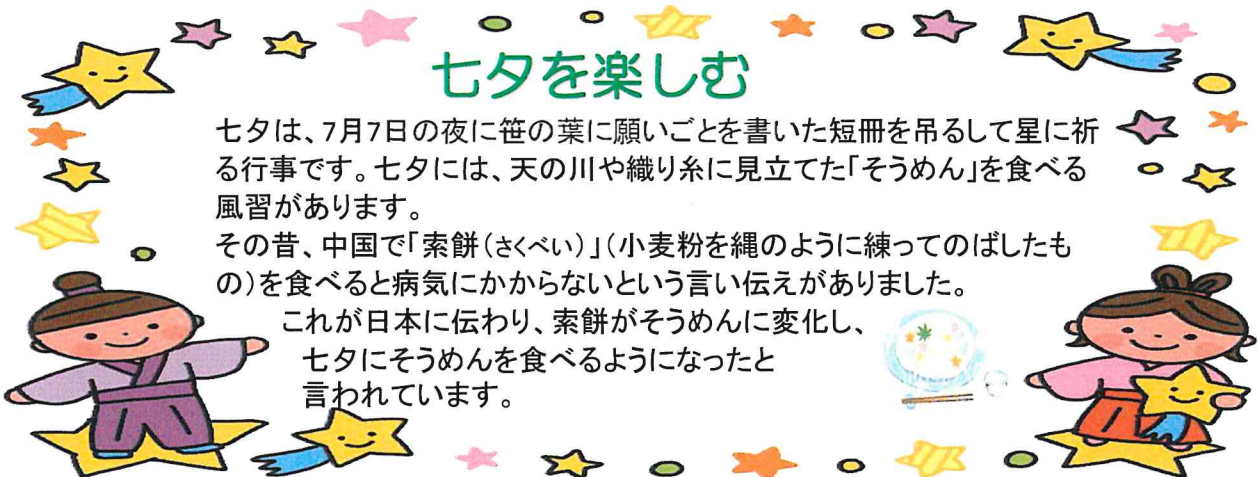 七夕を楽しむ
七夕は、7月7日の夜に笹の葉に願いごとを書いた短冊を吊るして星に祈
る行事です。七夕には、天の川や織り糸に見立てた「そうめん」を食べる
風習があります。
その昔、中国で「索餅（さくべい）」（小麦粉を縄のように練ってのばしたも
の）を食べると病気にかからないという言い伝えがありました。
これが日本に伝わり、索餅がそうめんに変化し、
七夕にそうめんを食べるようになったと
言われています。